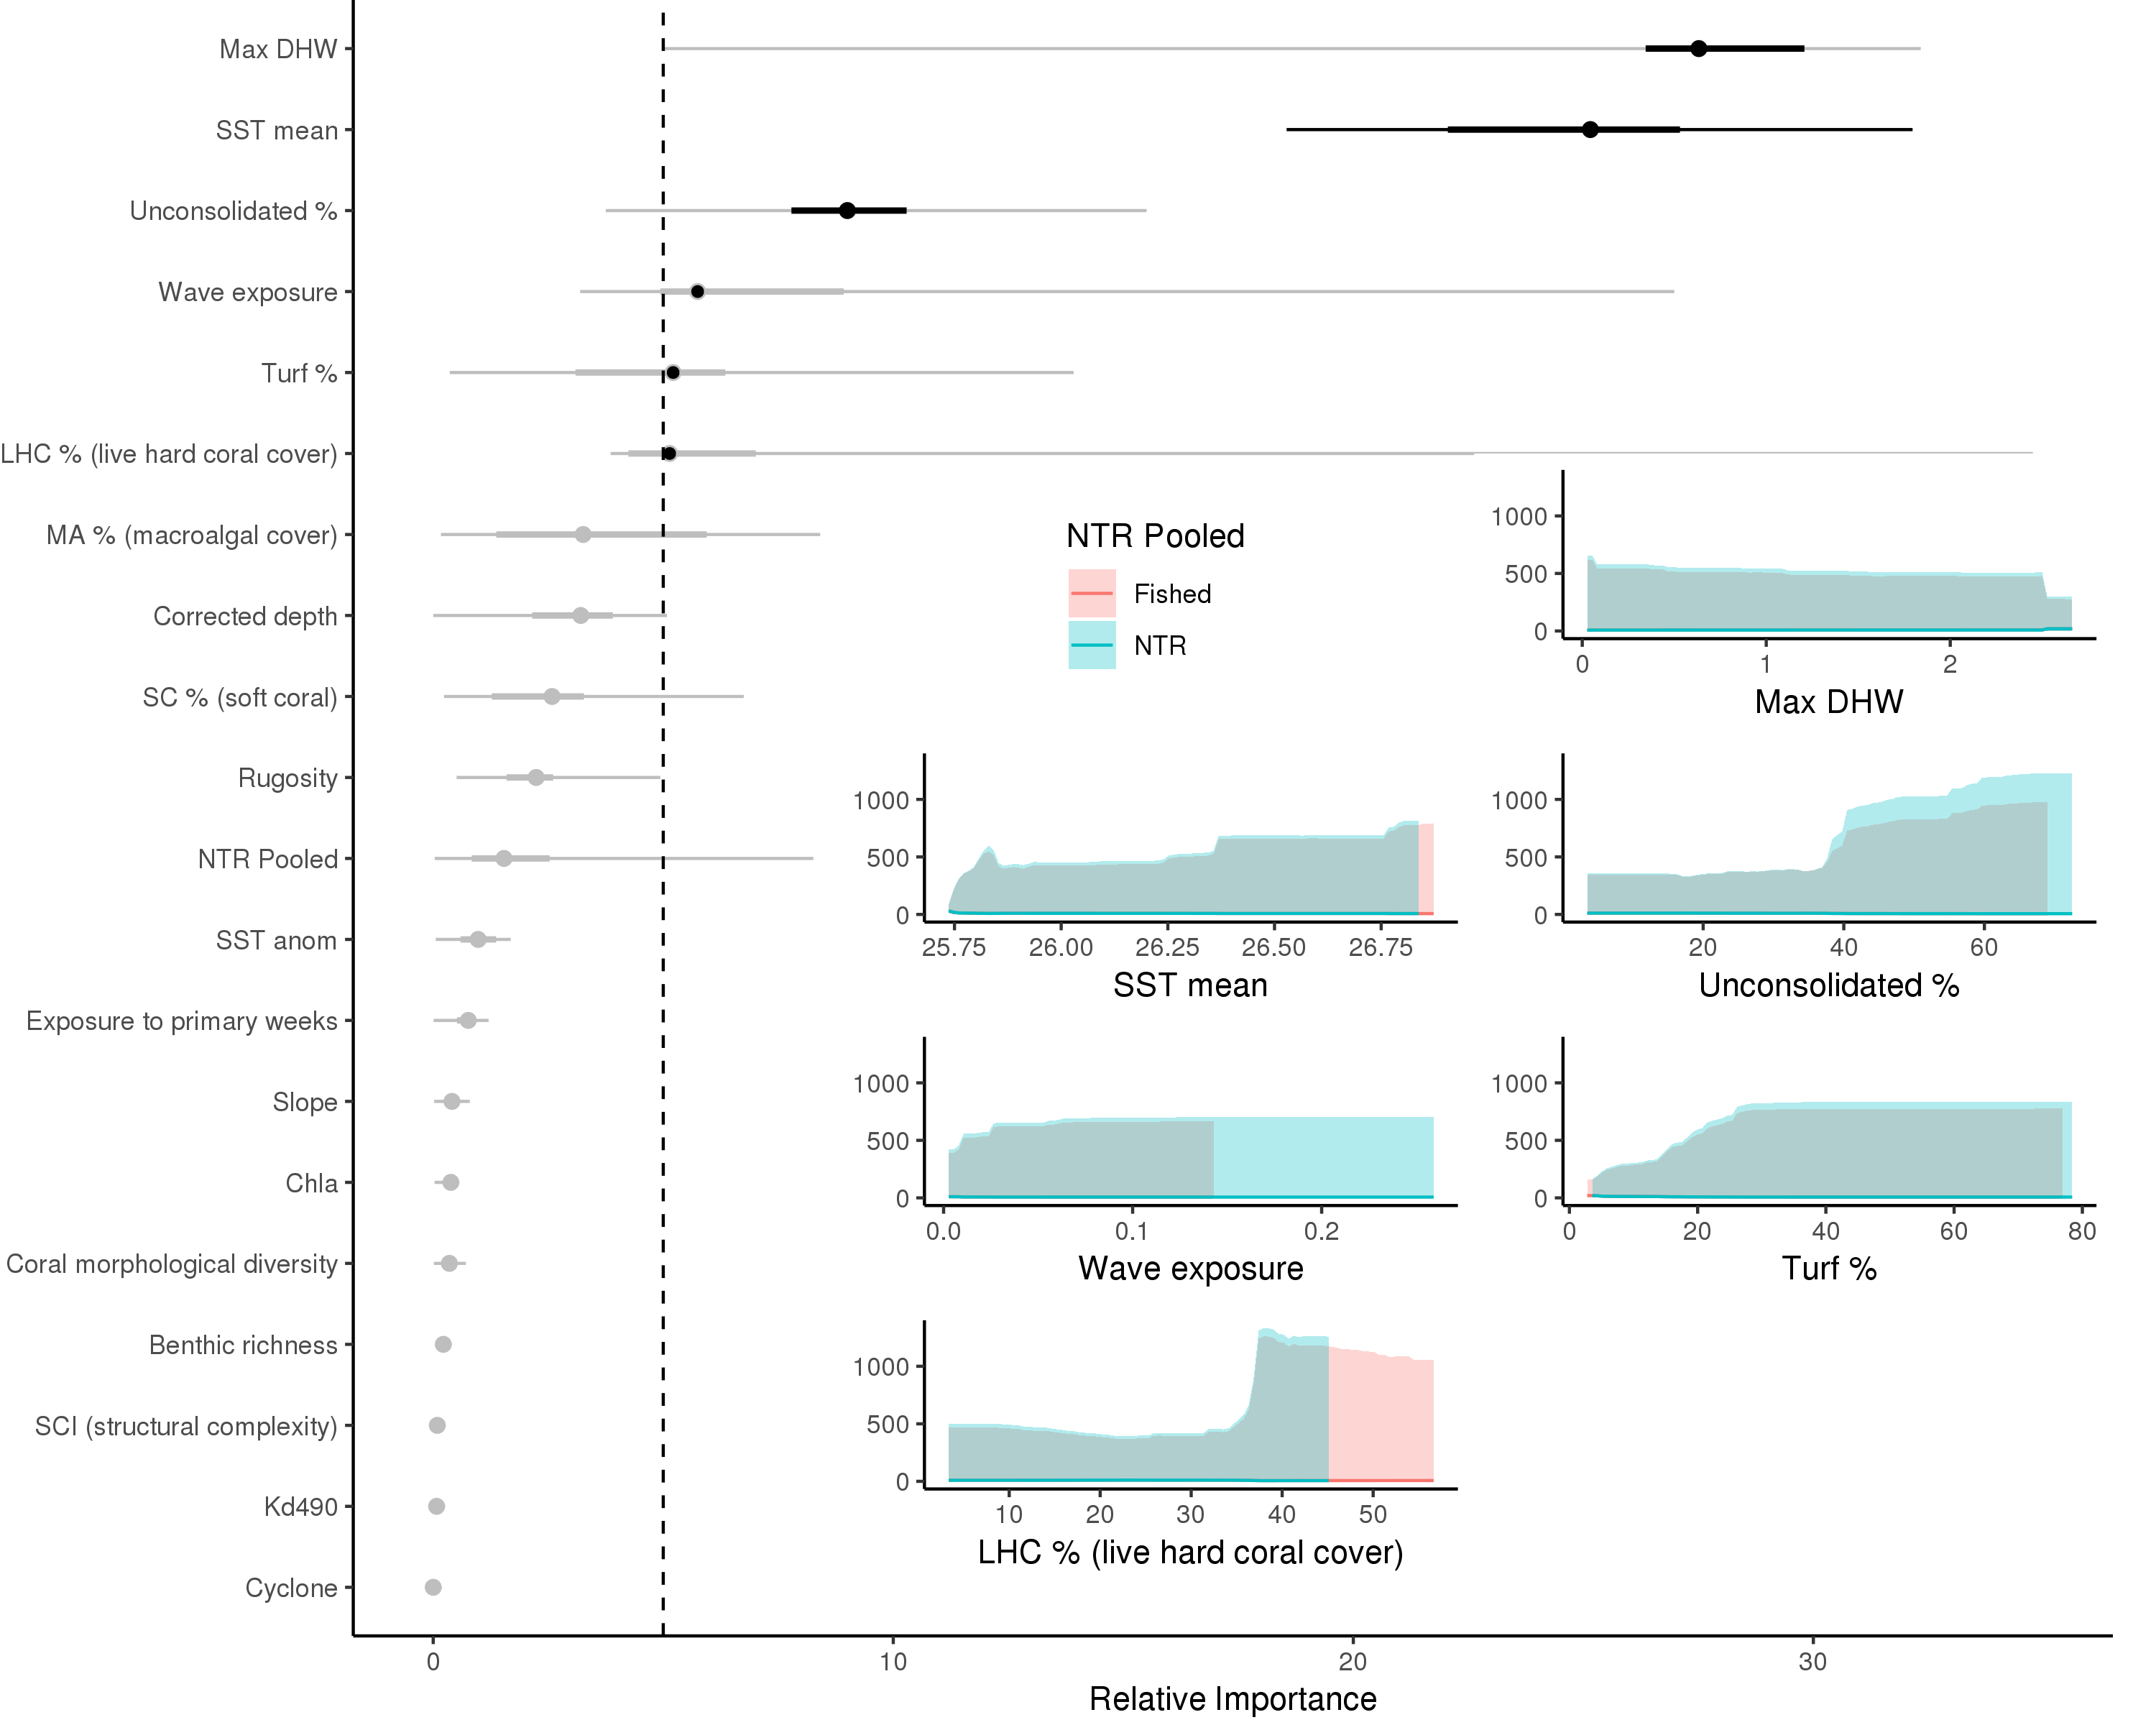 Max DHW
SST mean
Unconsolidated %
Wave exposure
Turf %
LHC % (live hard coral cover)
MA % (macroalgal cover)
Corrected depth
SC % (soft coral)
Rugosity
NTR Pooled
SST anom
Exposure to primary weeks
Slope
Chla
Coral morphological diversity
Benthic richness
SCI (structural complexity)
Kd490
Cyclone
0 10 20 30
Relative Importance
NTR Pooled
Fished
NTR
1000
500
0
0 1 2
Max DHW
1000
500
0
25.75 26.00 26.25 26.50 26.75
SST mean
1000
500
0
20 40 60
Unconsolidated %
1000
500
0
0.0 0.1 0.2
Wave exposure
1000
500
0
0 20 40 60 80
Turf %
1000
500
0
10 20 30 40 50
LHC % (live hard coral cover)